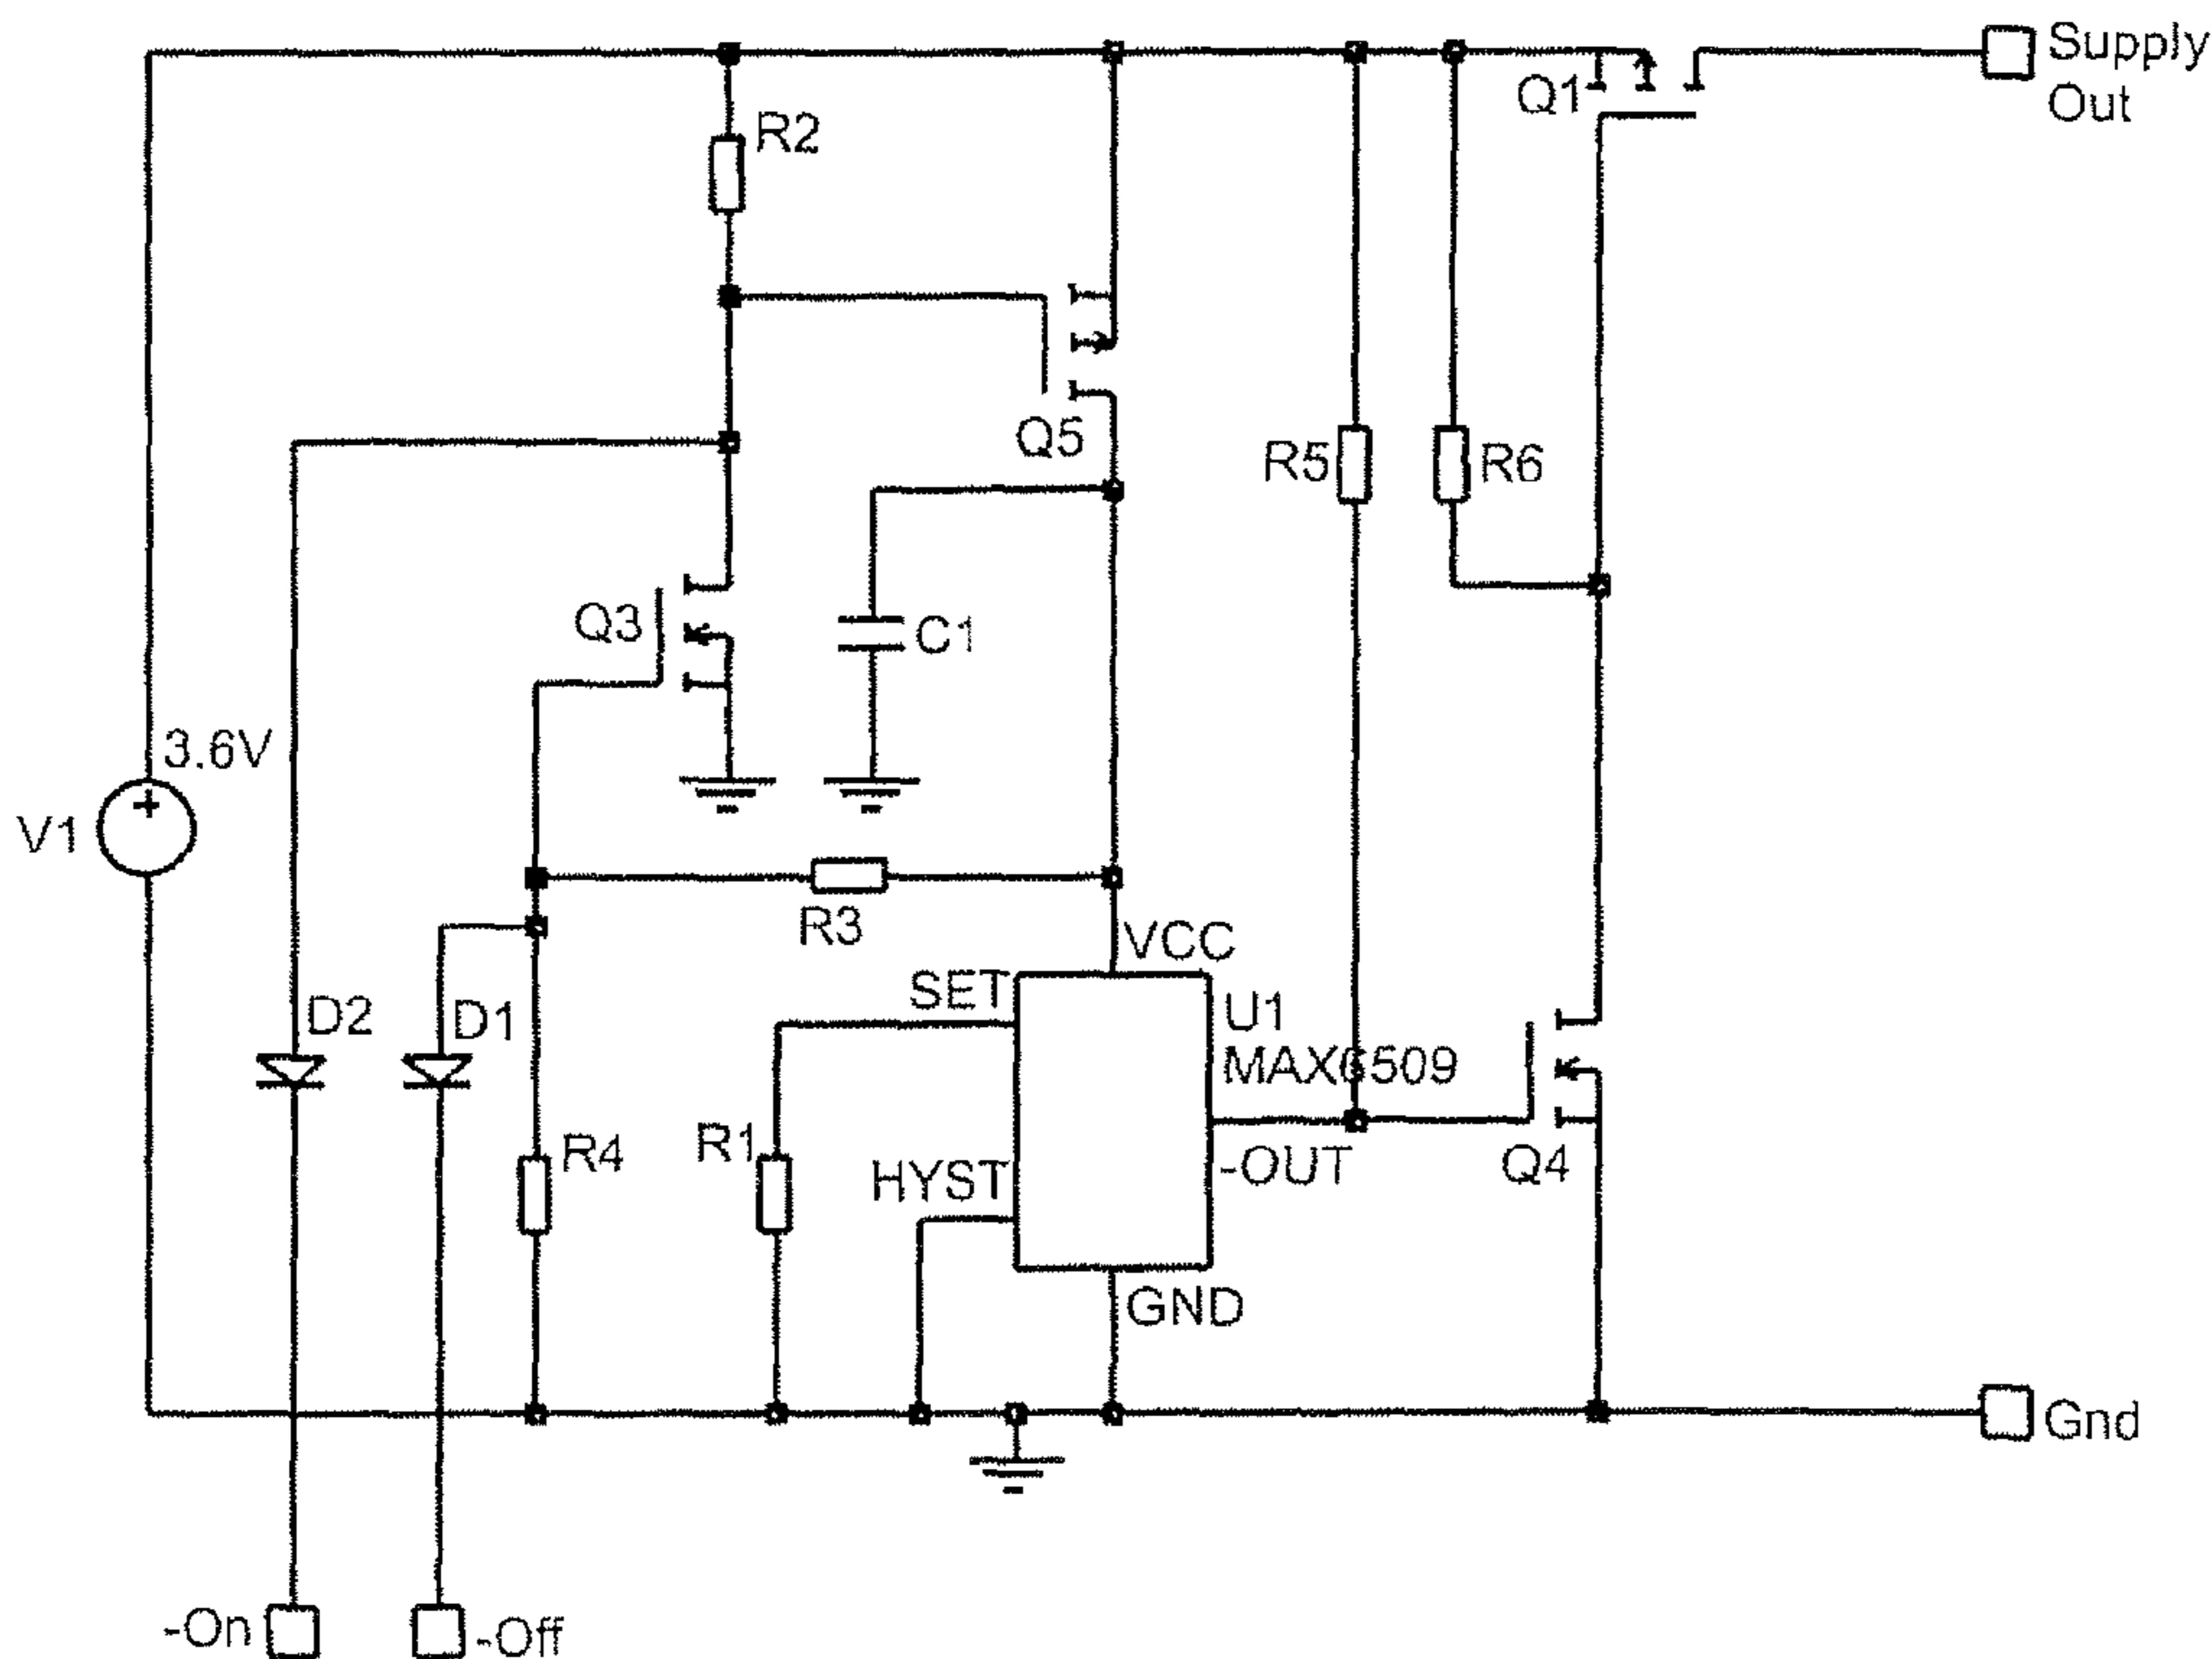 Supply
Out
Q1
R2
Q5
R5
R6
Q3
C1
3.6V
V1
R3
VCC
SET
D2
D1
U1
MAX6509
R4
R1
HYST
-OUT
Q4
GND
Gnd
-On
-Off